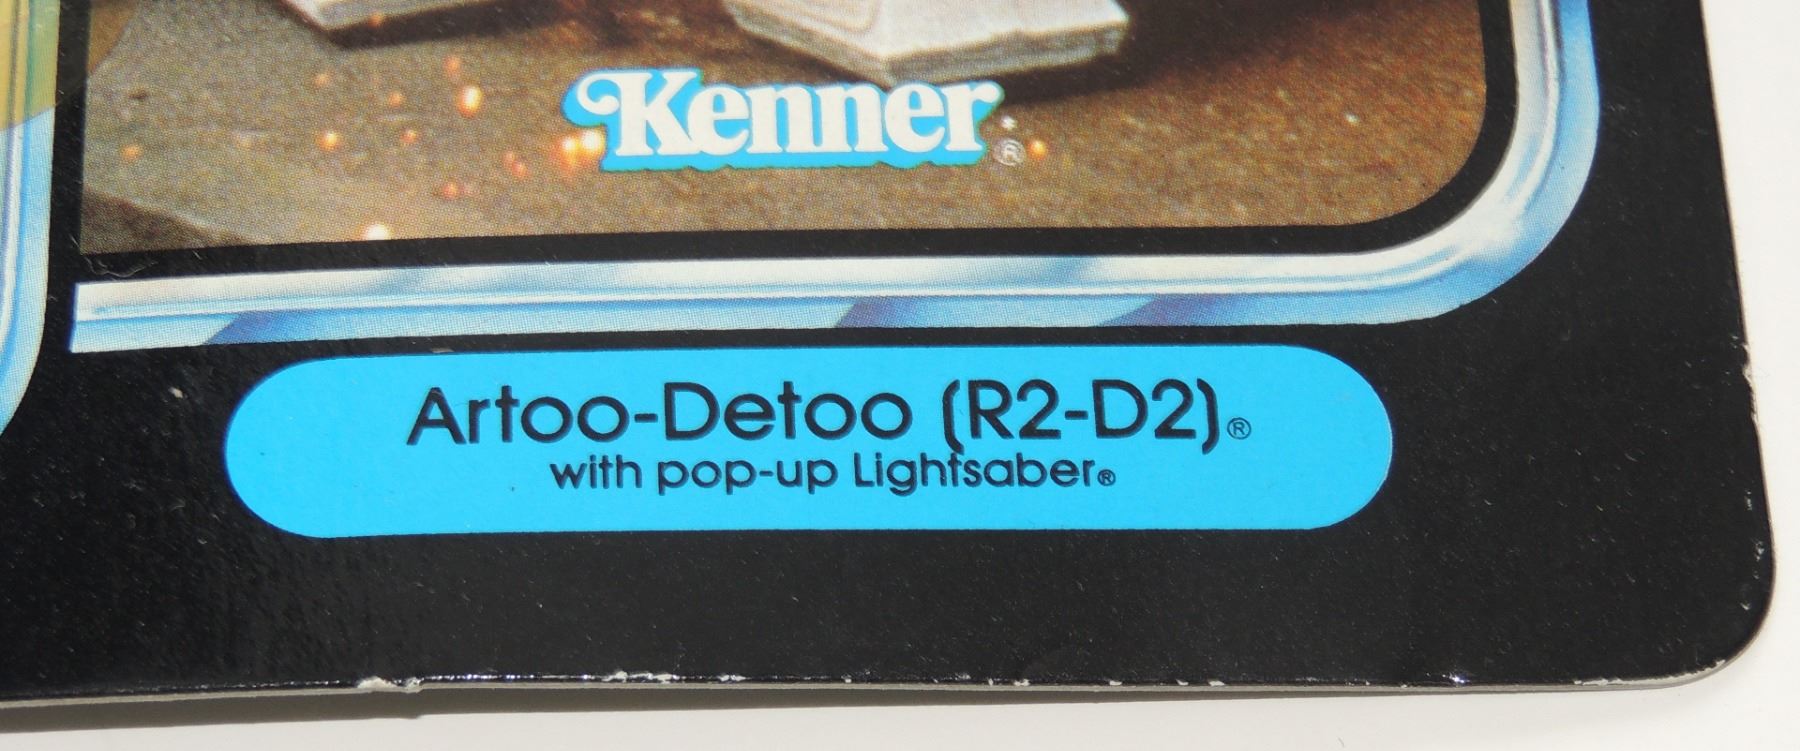 Kenner®
Artoo-Detoo (R2-D2)®
with pop-up Lightsaber®